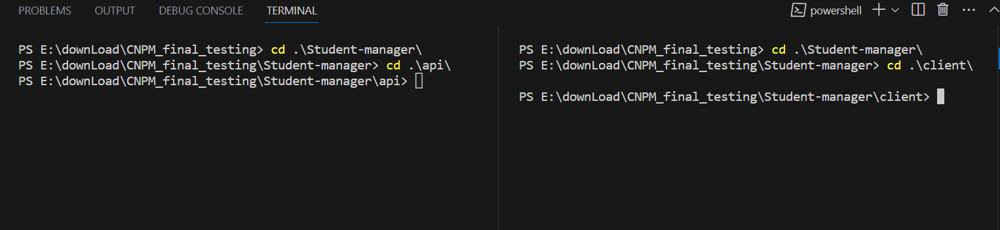 PROBLEMS OUTPUT DEBUG CONSOLE TERMINAL powershell
PS E:\downLoad\CNPM_final_testing> cd .\Student-manager\
PS E:\downLoad\CNPM_final_testing\Student-manager> cd .\api\
PS E:\downLoad\CNPM_final_testing\Student-manager\api>
PS E:\downLoad\CNPM_final_testing> cd .\Student-manager\
PS E:\downLoad\CNPM_final_testing\Student-manager> cd .\client\
PS E:\downLoad\CNPM_final_testing\Student-manager\client>